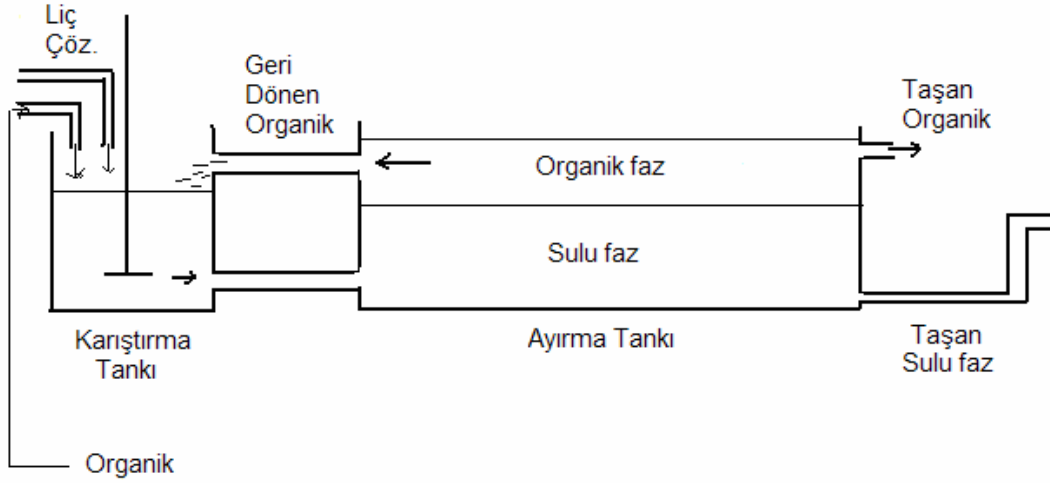 Liç
Çöz.
Geri
Dönen
Organik
Taşan
Organik
Organik faz
Sulu faz
Karıştırma
Tankı
Ayırma Tankı
Taşan
Sulu faz
Organik